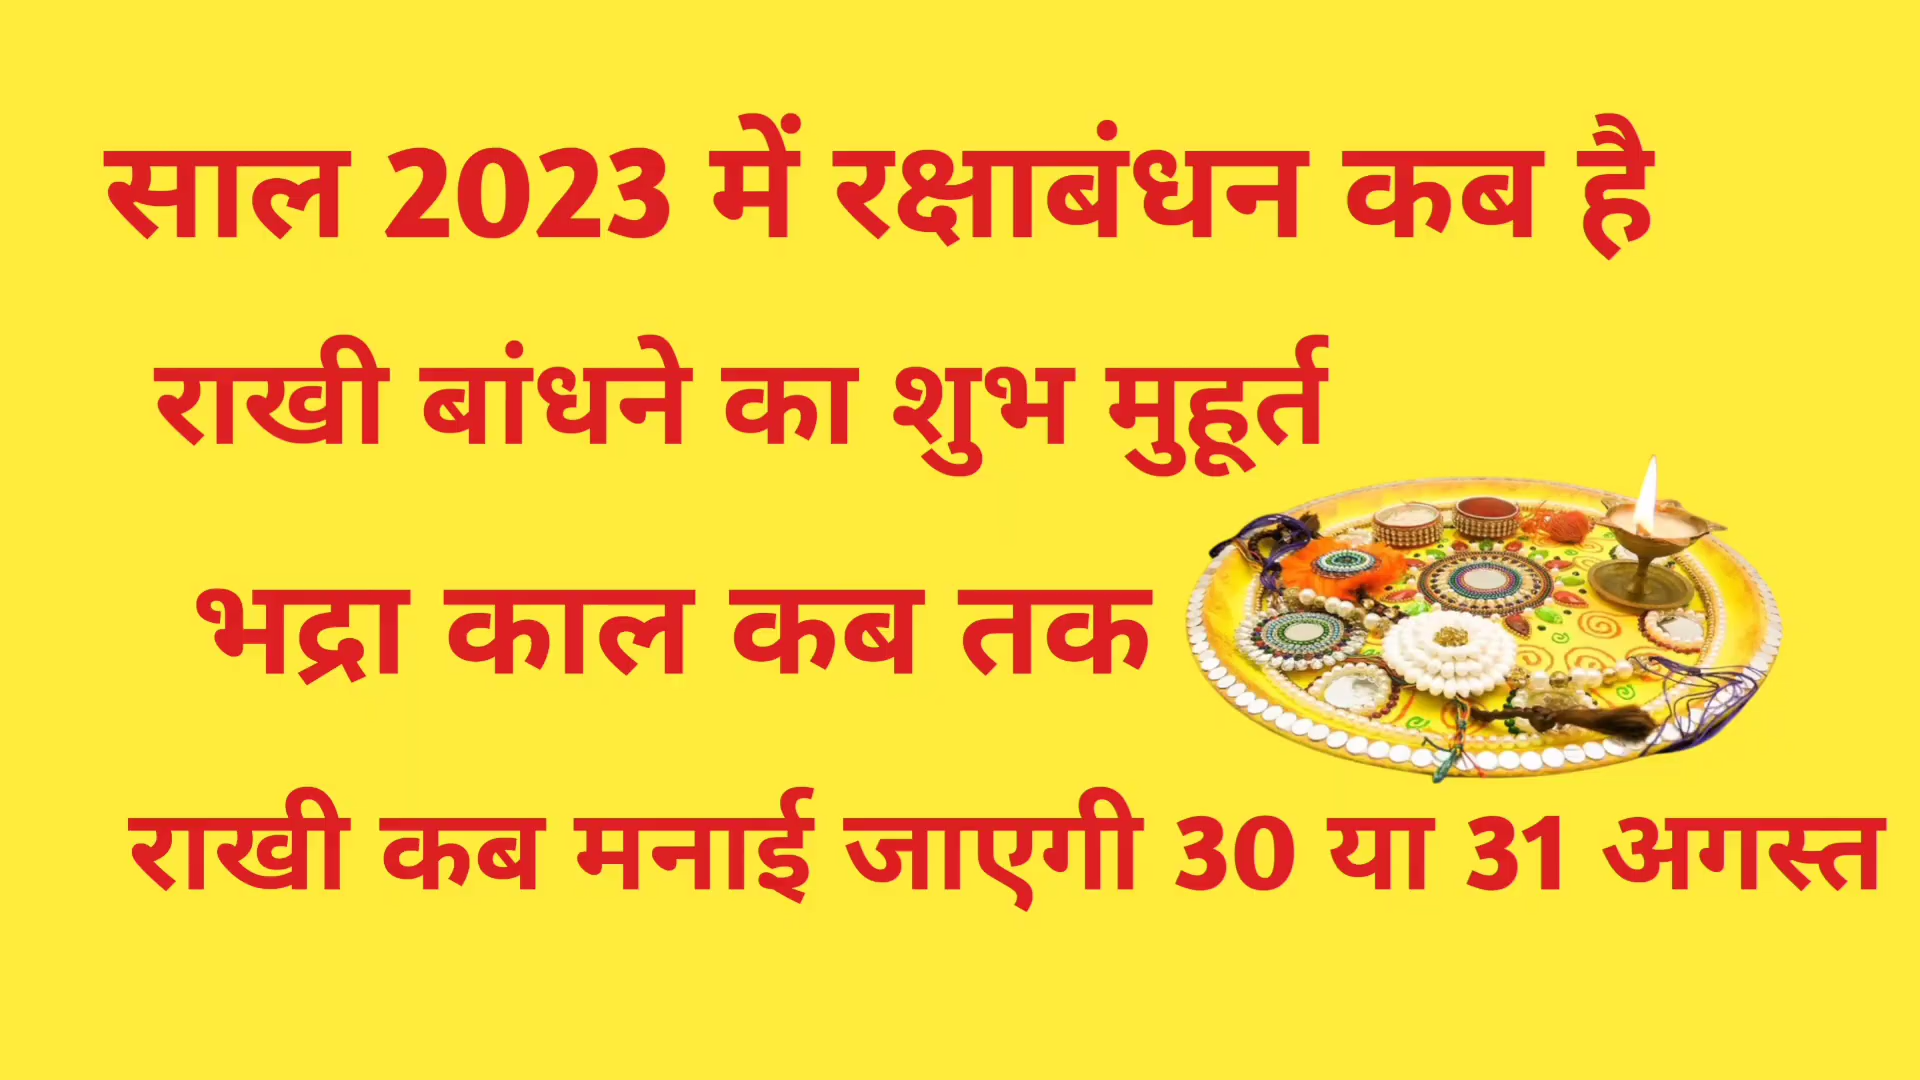 साल 2023 में रक्षाबंधन कब है
राखी बांधने का शुभ मुहूर्त
भद्रा काल कब तक
राखी कब मनाई जाएगी 30 या 31 अगस्त